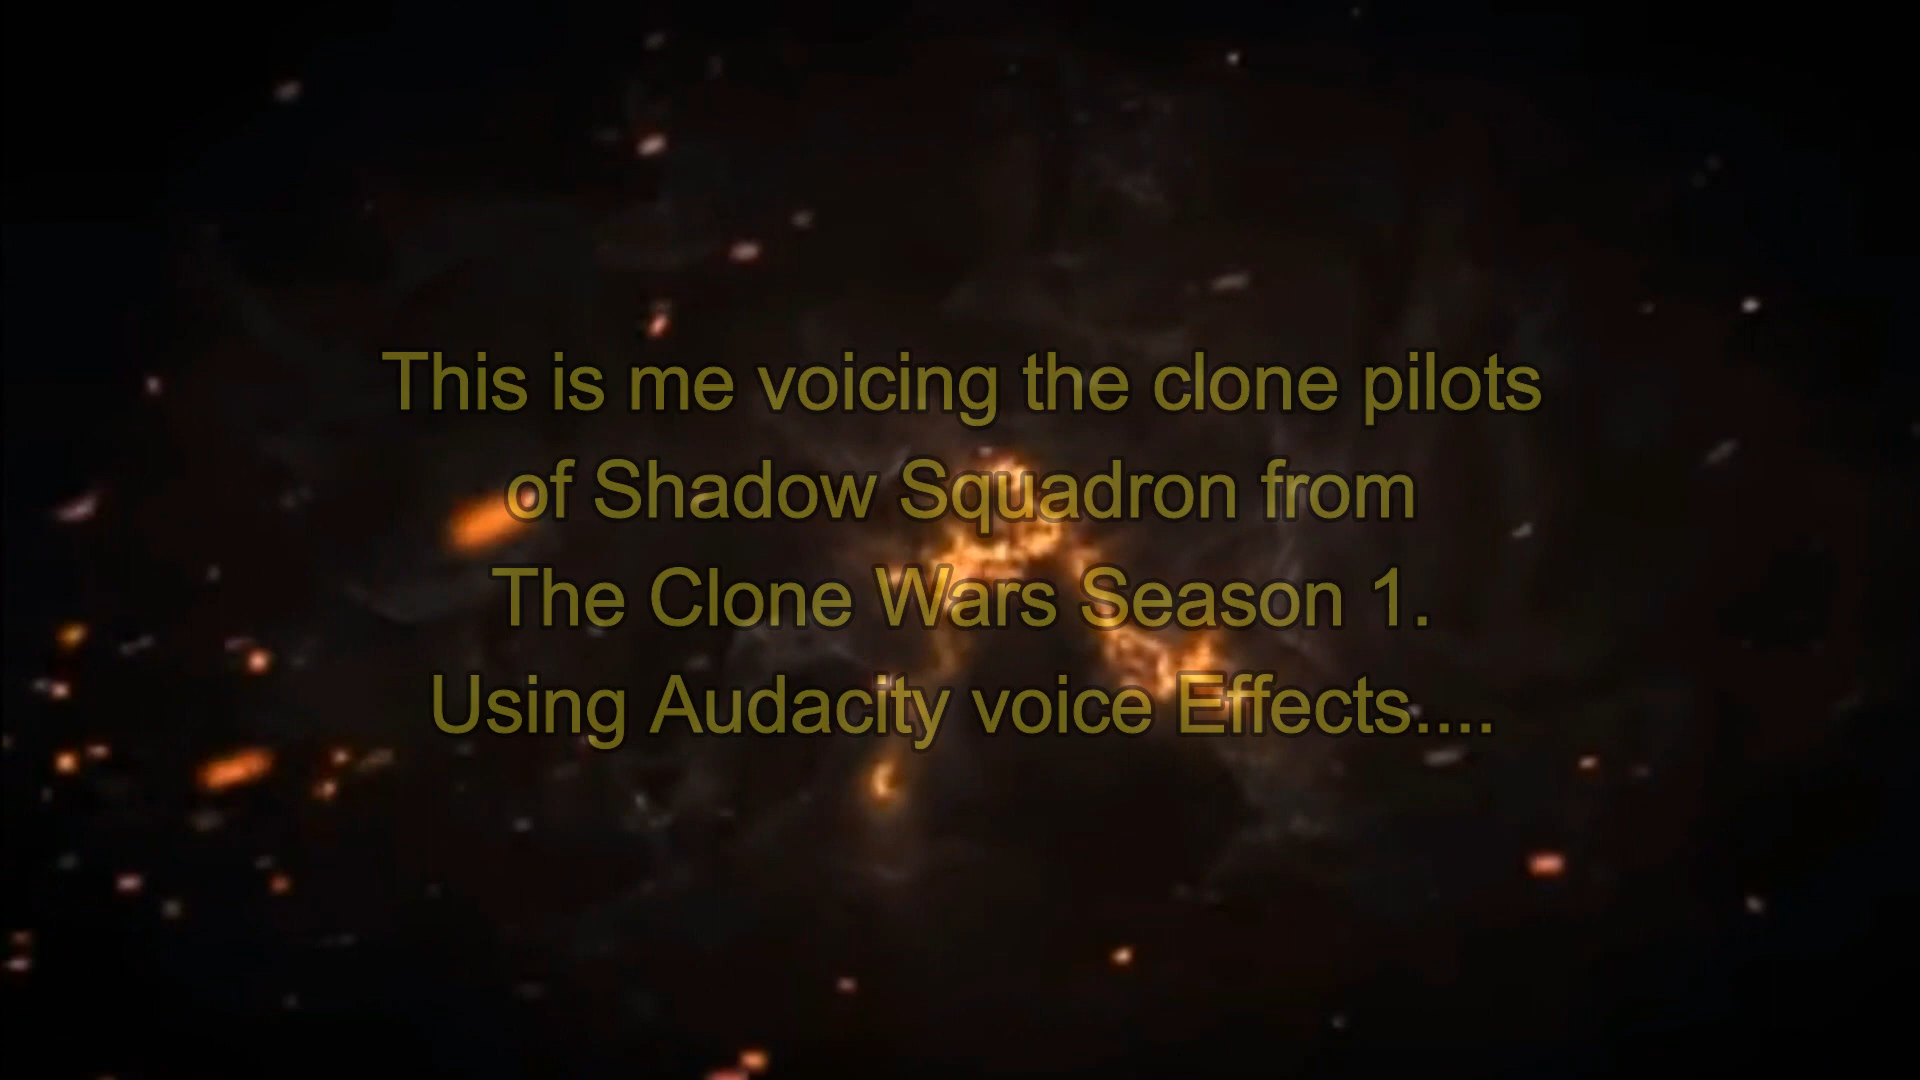 This is me voicing the clone pilots
of Shadow Squadron from
The Clone Wars Season 1.
Using Audacity voice Effects....